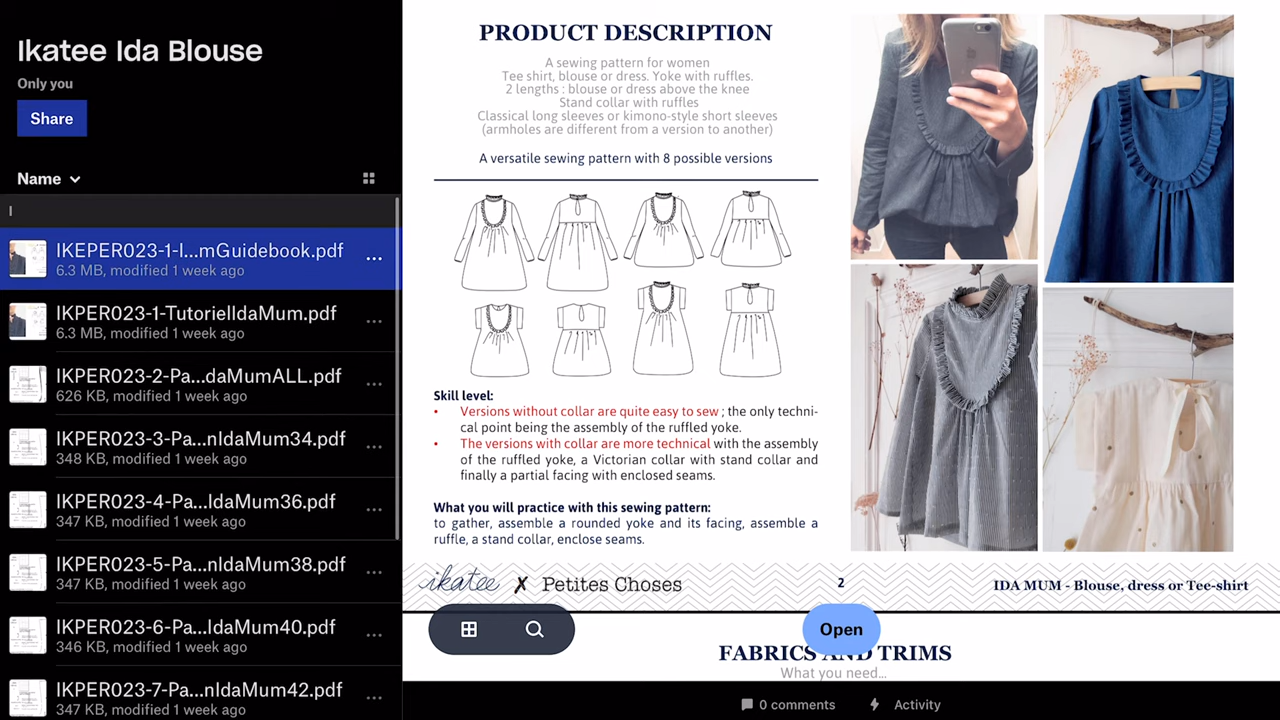 Ikatee Ida Blouse
Only you
Share
Name
I
IKEPER023-1-I...mGuidebook.pdf
6.3 MB, modified 1 week ago
IKPER023-1-TutorielIdaMum.pdf
6.3 MB, modified 1 week ago
IKPER023-2-Pa...daMumALL.pdf
626 KB, modified 1 week ago
IKPER023-3-Pa...nIdaMum34.pdf
348 KB, modified 1 week ago
IKPER023-4-Pa...IdaMum36.pdf
347 KB, modified 1 week ago
IKPER023-5-Pa...nIdaMum38.pdf
347 KB, modified 1 week ago
IKPER023-6-Pa...IdaMum40.pdf
346 KB, modified 1 week ago
IKPER023-7-Pa...nIdaMum42.pdf
347 KB, modified 1 week ago
PRODUCT DESCRIPTION
A sewing pattern for women
Tee shirt, blouse or dress. Yoke with ruffles.
2 lengths : blouse or dress above the knee
Stand collar with ruffles
Classical long sleeves or kimono-style short sleeves
(armholes are different from a version to another)
A versatile sewing pattern with 8 possible versions
Skill level:
• Versions without collar are quite easy to sew ; the only techni-
cal point being the assembly of the ruffled yoke.
• The versions with collar are more technical with the assembly
of the ruffled yoke, a Victorian collar with stand collar and
finally a partial facing with enclosed seams.
What you will practice with this sewing pattern:
to gather, assemble a rounded yoke and its facing, assemble a
ruffle, a stand collar, enclose seams.
ikatee X Petites Choses
2
IDA MUM - Blouse, dress or Tee-shirt
Open
FABRICS AND TRIMS
What you need...
0 comments
Activity